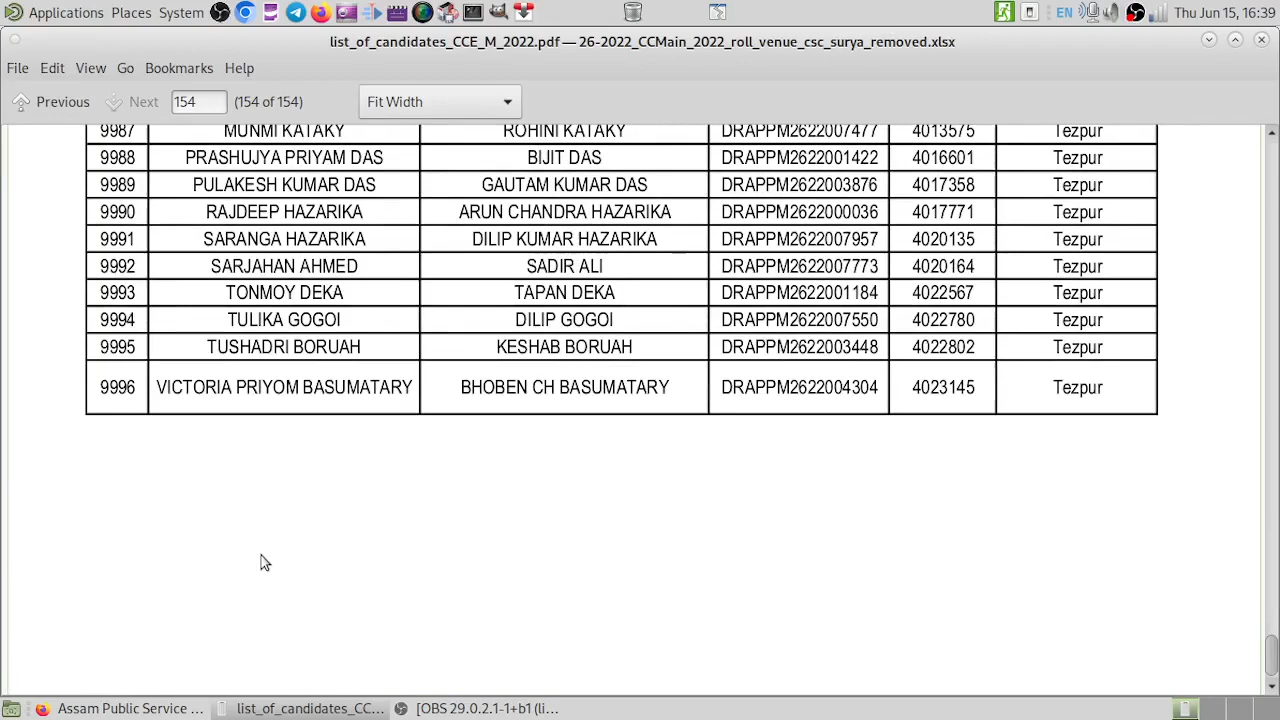 Applications Places System EN Thu Jun 15, 16:39
list_of_candidates_CCE_M_2022.pdf — 26-2022_CCMain_2022_roll_venue_csc_surya_removed.xlsx
File Edit View Go Bookmarks Help
Previous Next 154 (154 of 154) Fit Width
9987 MUNMI KATAKY ROHINI KATAKY DRAPPM2622007477 4013575 Tezpur
9988 PRASHUJYA PRIYAM DAS BIJIT DAS DRAPPM2622001422 4016601 Tezpur
9989 PULAKESH KUMAR DAS GAUTAM KUMAR DAS DRAPPM2622003876 4017358 Tezpur
9990 RAJDEEP HAZARIKA ARUN CHANDRA HAZARIKA DRAPPM2622000036 4017771 Tezpur
9991 SARANGA HAZARIKA DILIP KUMAR HAZARIKA DRAPPM2622007957 4020135 Tezpur
9992 SARJAHAN AHMED SADIR ALI DRAPPM2622007773 4020164 Tezpur
9993 TONMOY DEKA TAPAN DEKA DRAPPM2622001184 4022567 Tezpur
9994 TULIKA GOGOI DILIP GOGOI DRAPPM2622007550 4022780 Tezpur
9995 TUSHADRI BORUAH KESHAB BORUAH DRAPPM2622003448 4022802 Tezpur
9996 VICTORIA PRIYOM BASUMATARY BHOBEN CH BASUMATARY DRAPPM2622004304 4023145 Tezpur
Assam Public Service ... list_of_candidates_CC... [OBS 29.0.2.1-1+b1 (li...